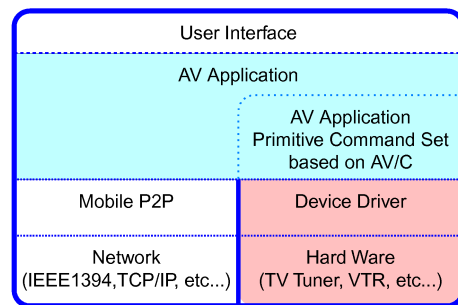 User Interface
AV Application
AV Application
Primitive Command Set
based on AV/C
Mobile P2P
Device Driver
Network
(IEEE1394,TCP/IP, etc...)
Hard Ware
(TV Tuner, VTR, etc...)